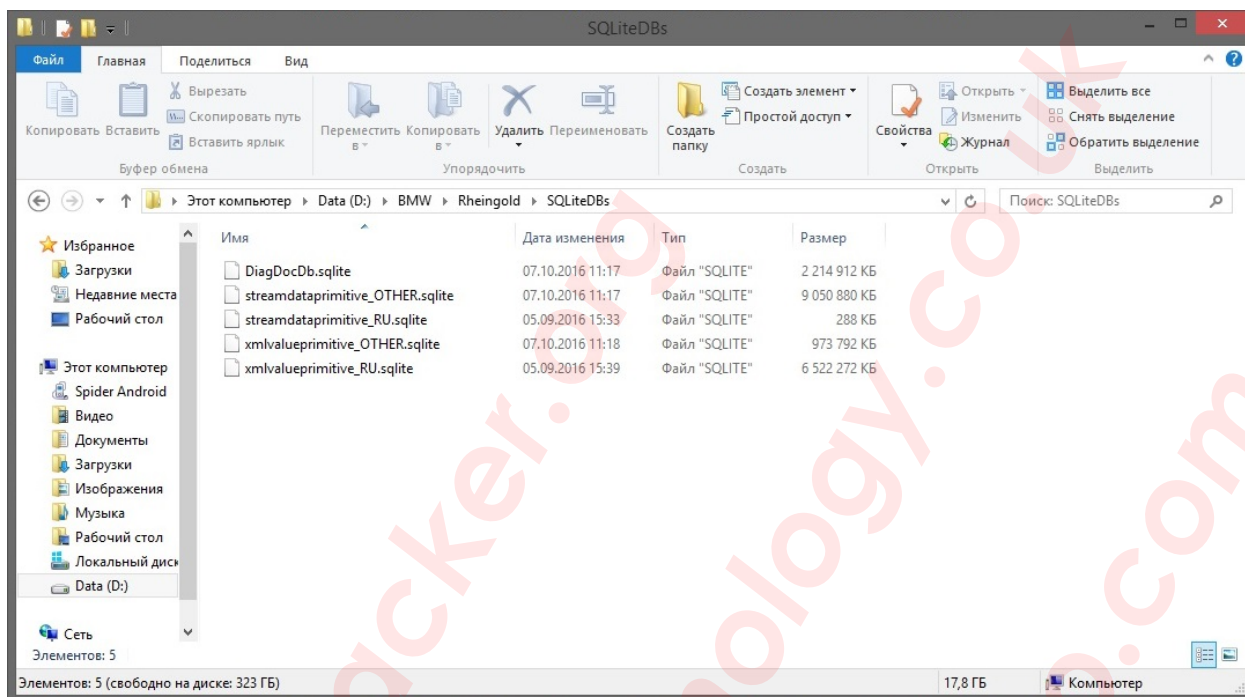 SQLiteDBs
Файл Главная Поделиться Вид
Копировать Вставить Вырезать Скопировать путь Вставить ярлык
Буфер обмена
Переместить в Копировать в Удалить Переименовать
Упорядочить
Создать папку Создать элемент Простой доступ
Создать
Свойства Открыть Изменить Журнал
Открыть
Выделить все Снять выделение Обратить выделение
Выделить
Этот компьютер Data (D:) BMW Rheingold SQLiteDBs
Поиск: SQLiteDBs
Избранное
Загрузки
Недавние места
Рабочий стол
Этот компьютер
Spider Android
Видео
Документы
Загрузки
Изображения
Музыка
Рабочий стол
Локальный диск
Data (D:)
Сеть
Имя Дата изменения Тип Размер
DiagDocDb.sqlite 07.10.2016 11:17 Файл "SQLITE" 2 214 912 КБ
streamdataprimitive_OTHER.sqlite 07.10.2016 11:17 Файл "SQLITE" 9 050 880 КБ
streamdataprimitive_RU.sqlite 05.09.2016 15:33 Файл "SQLITE" 288 КБ
xmlvalueprimitive_OTHER.sqlite 07.10.2016 11:18 Файл "SQLITE" 973 792 КБ
xmlvalueprimitive_RU.sqlite 05.09.2016 15:39 Файл "SQLITE" 6 522 272 КБ
Элементов: 5
Элементов: 5 (свободно на диске: 323 ГБ) 17,8 ГБ Компьютер
acker.org
nology.co.uk
p.com